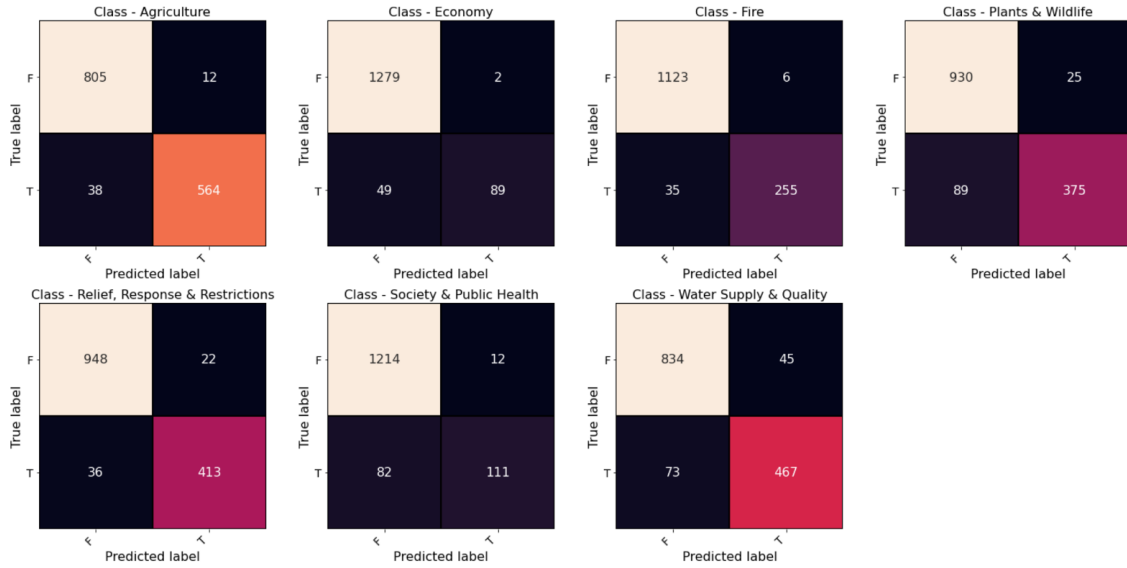 Class - Agriculture
805 12
38 564
F
T
True label
F T
Predicted label
Class - Economy
1279 2
49 89
F
T
True label
F T
Predicted label
Class - Fire
1123 6
35 255
F
T
True label
F T
Predicted label
Class - Plants & Wildlife
930 25
89 375
F
T
True label
F T
Predicted label
Class - Relief, Response & Restrictions
948 22
36 413
F
T
True label
F T
Predicted label
Class - Society & Public Health
1214 12
82 111
F
T
True label
F T
Predicted label
Class - Water Supply & Quality
834 45
73 467
F
T
True label
F T
Predicted label